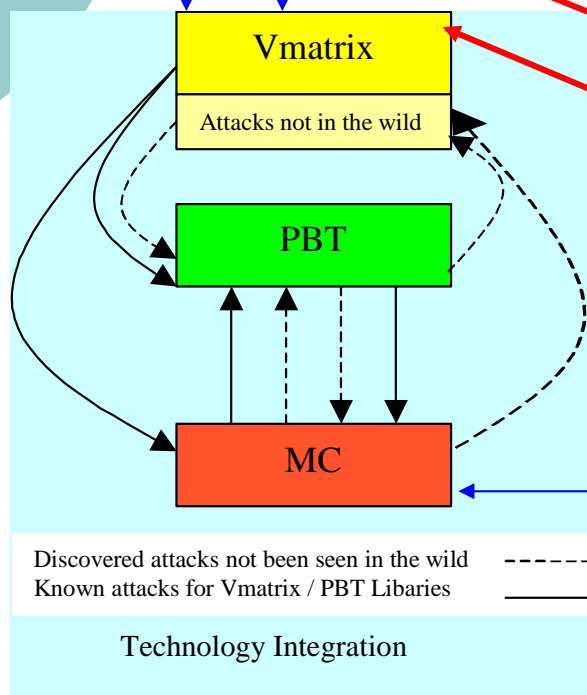 Vmatrix
Attacks not in the wild
PBT
MC
Discovered attacks not been seen in the wild
Known attacks for Vmatrix / PBT Libaries
Technology Integration